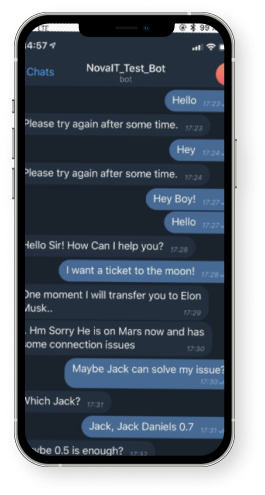 14:57
Chats
NovaIT_Test_Bot
bot
Hello 17:23
Please try again after some time. 17:23
Hey 17:24
Please try again after some time. 17:24
Hey Boy! 17:27
Hello 17:27
Hello Sir! How Can I help you? 17:28
I want a ticket to the moon! 17:28
One moment I will transfer you to Elon
Musk.. 17:29
Hm Sorry He is on Mars now and has
some connection issues 17:30
Maybe Jack can solve my issue?
17:30
Which Jack? 17:31
Jack, Jack Daniels 0.7 17:31
0.5 is enough? 17:32